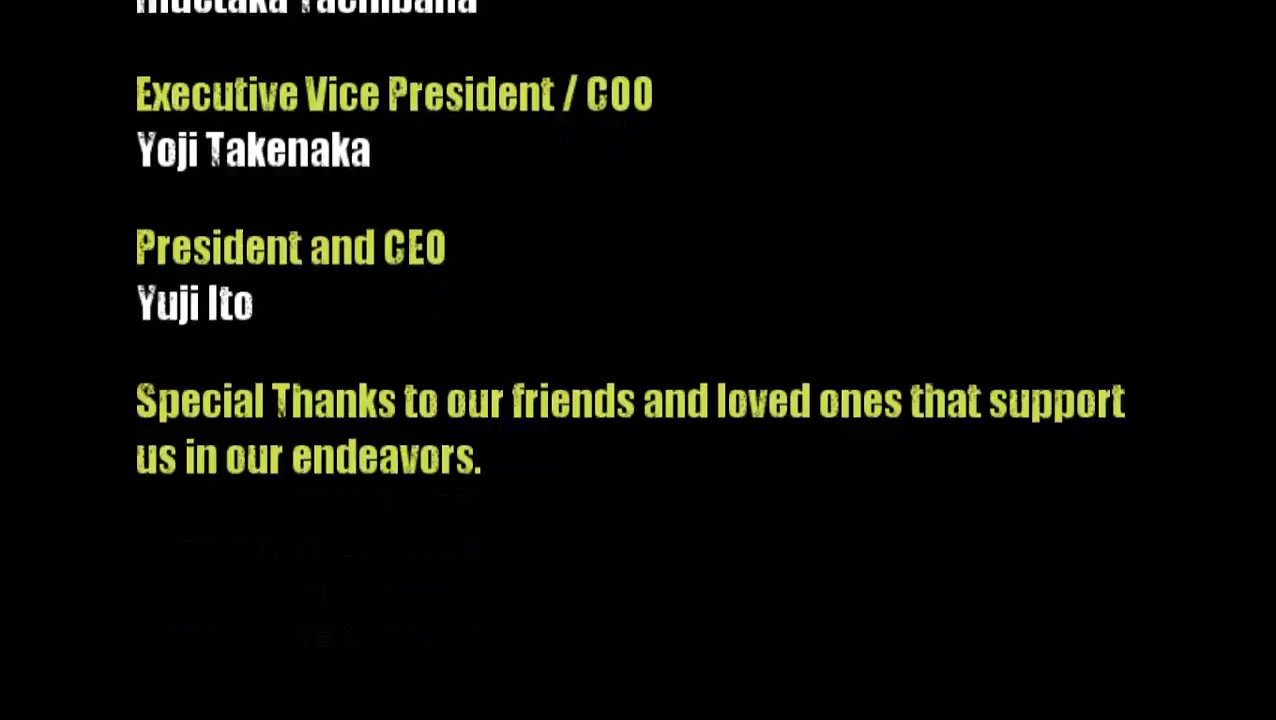 Executive Vice President / COO
Yoji Takenaka
President and CEO
Yuji Ito
Special Thanks to our friends and loved ones that support
us in our endeavors.